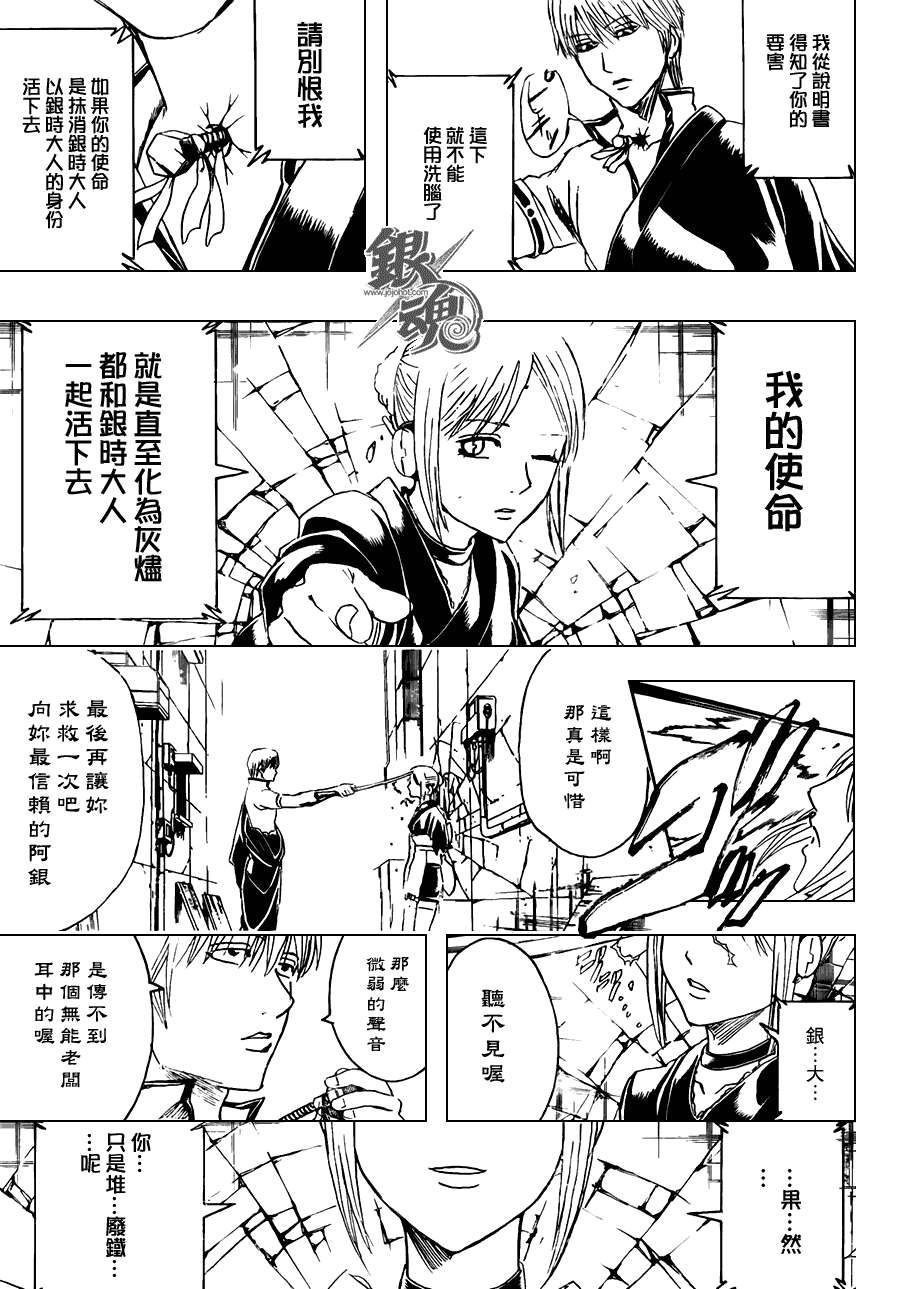 我從說明書
得知了你的
要害
這下
就不能
使用洗腦了
請別恨我
如果你的使命
是抹消銀時大人
以銀時大人的身份
活下去
銀魂
www.jojohot.com
我的使命
就是直至化為灰燼
都和銀時大人
一起活下去
這樣啊
那真是可惜
最後再讓妳
求救一次吧
向妳最信賴的阿銀
銀…大…
聽不見喔
那麼
微弱的聲音
是傳不到
那個無能老闆
耳中的喔
…果…然
…
你…
只是堆…廢鐵…
…呢